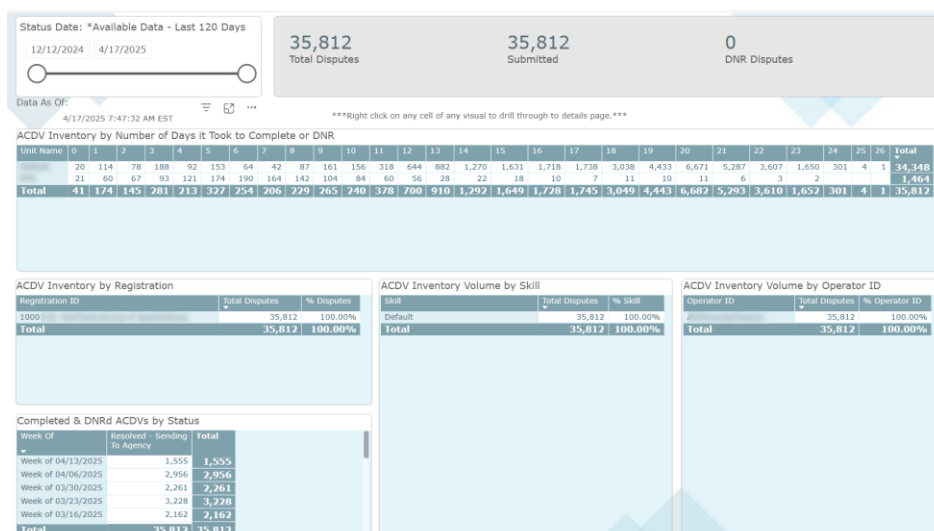 Status Date: *Available Data - Last 120 Days
12/12/2024 4/17/2025
35,812 35,812 0
Total Disputes Submitted DNR Disputes
Data As Of:
4/17/2025 7:47:32 AM EST
***Right click on any cell of any visual to drill through to details page.***
ACDV Inventory by Number of Days it Took to Complete or DNR
Unit Name 0 1 2 3 4 5 6 7 8 9 10 11 12 13 14 15 16 17 18 19 20 21 22 23 24 25 26 Total
20 114 78 188 92 153 64 42 87 161 156 318 644 882 1,270 1,631 1,718 1,738 3,038 4,433 6,671 5,287 3,607 1,650 301 4 1 34,348
21 60 67 93 121 174 190 164 142 104 84 60 56 28 22 18 10 7 11 10 11 6 3 2 1,464
Total 41 174 145 281 213 327 254 206 229 265 240 378 700 910 1,292 1,649 1,728 1,745 3,049 4,443 6,682 5,293 3,610 1,652 301 4 1 35,812
ACDV Inventory by Registration
Registration ID Total Disputes % Disputes
1000 35,812 100.00%
Total 35,812 100.00%
ACDV Inventory Volume by Skill
Skill Total Disputes % Skill
Default 35,812 100.00%
Total 35,812 100.00%
ACDV Inventory Volume by Operator ID
Operator ID Total Disputes % Operator ID
35,812 100.00%
Total 35,812 100.00%
Completed & DNRd ACDVs by Status
Week Of Resolved - Sending Total
To Agency
Week of 04/13/2025 1,555 1,555
Week of 04/06/2025 2,956 2,956
Week of 03/30/2025 2,261 2,261
Week of 03/23/2025 3,228 3,228
Week of 03/16/2025 2,162 2,162
Total 35,812 35,812